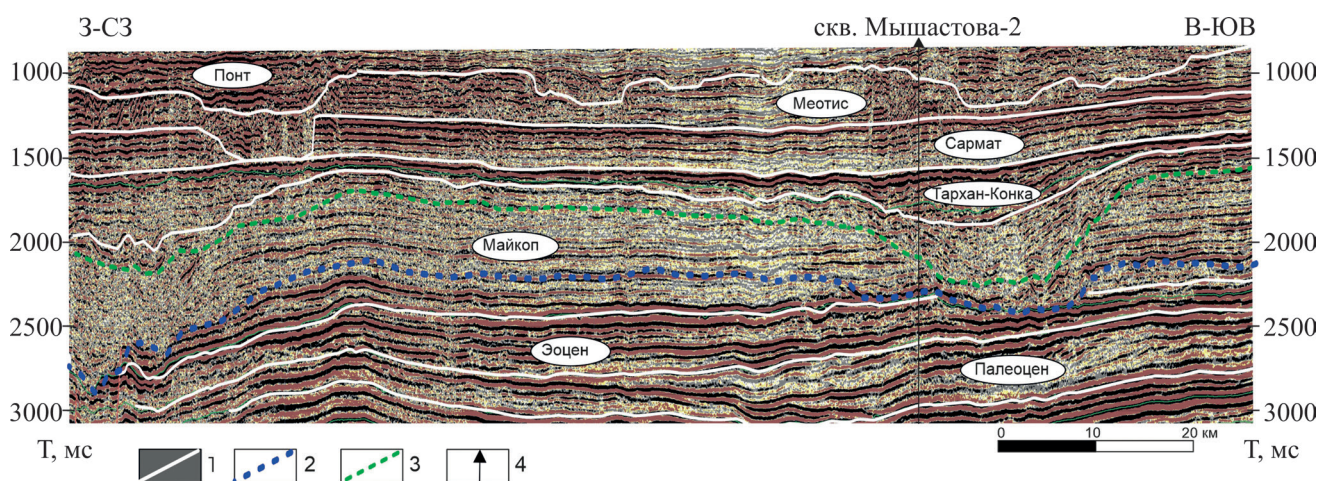 З-СЗ
скв. Мышастова-2
В-ЮВ
1000
1000
Понт
Меотис
Сармат
1500
1500
Тархан-Конка
2000
2000
Майкоп
2500
2500
Эоцен
Палеоцен
3000
3000
0 10 20 км
Т, мс
Т, мс
1 2 3 4